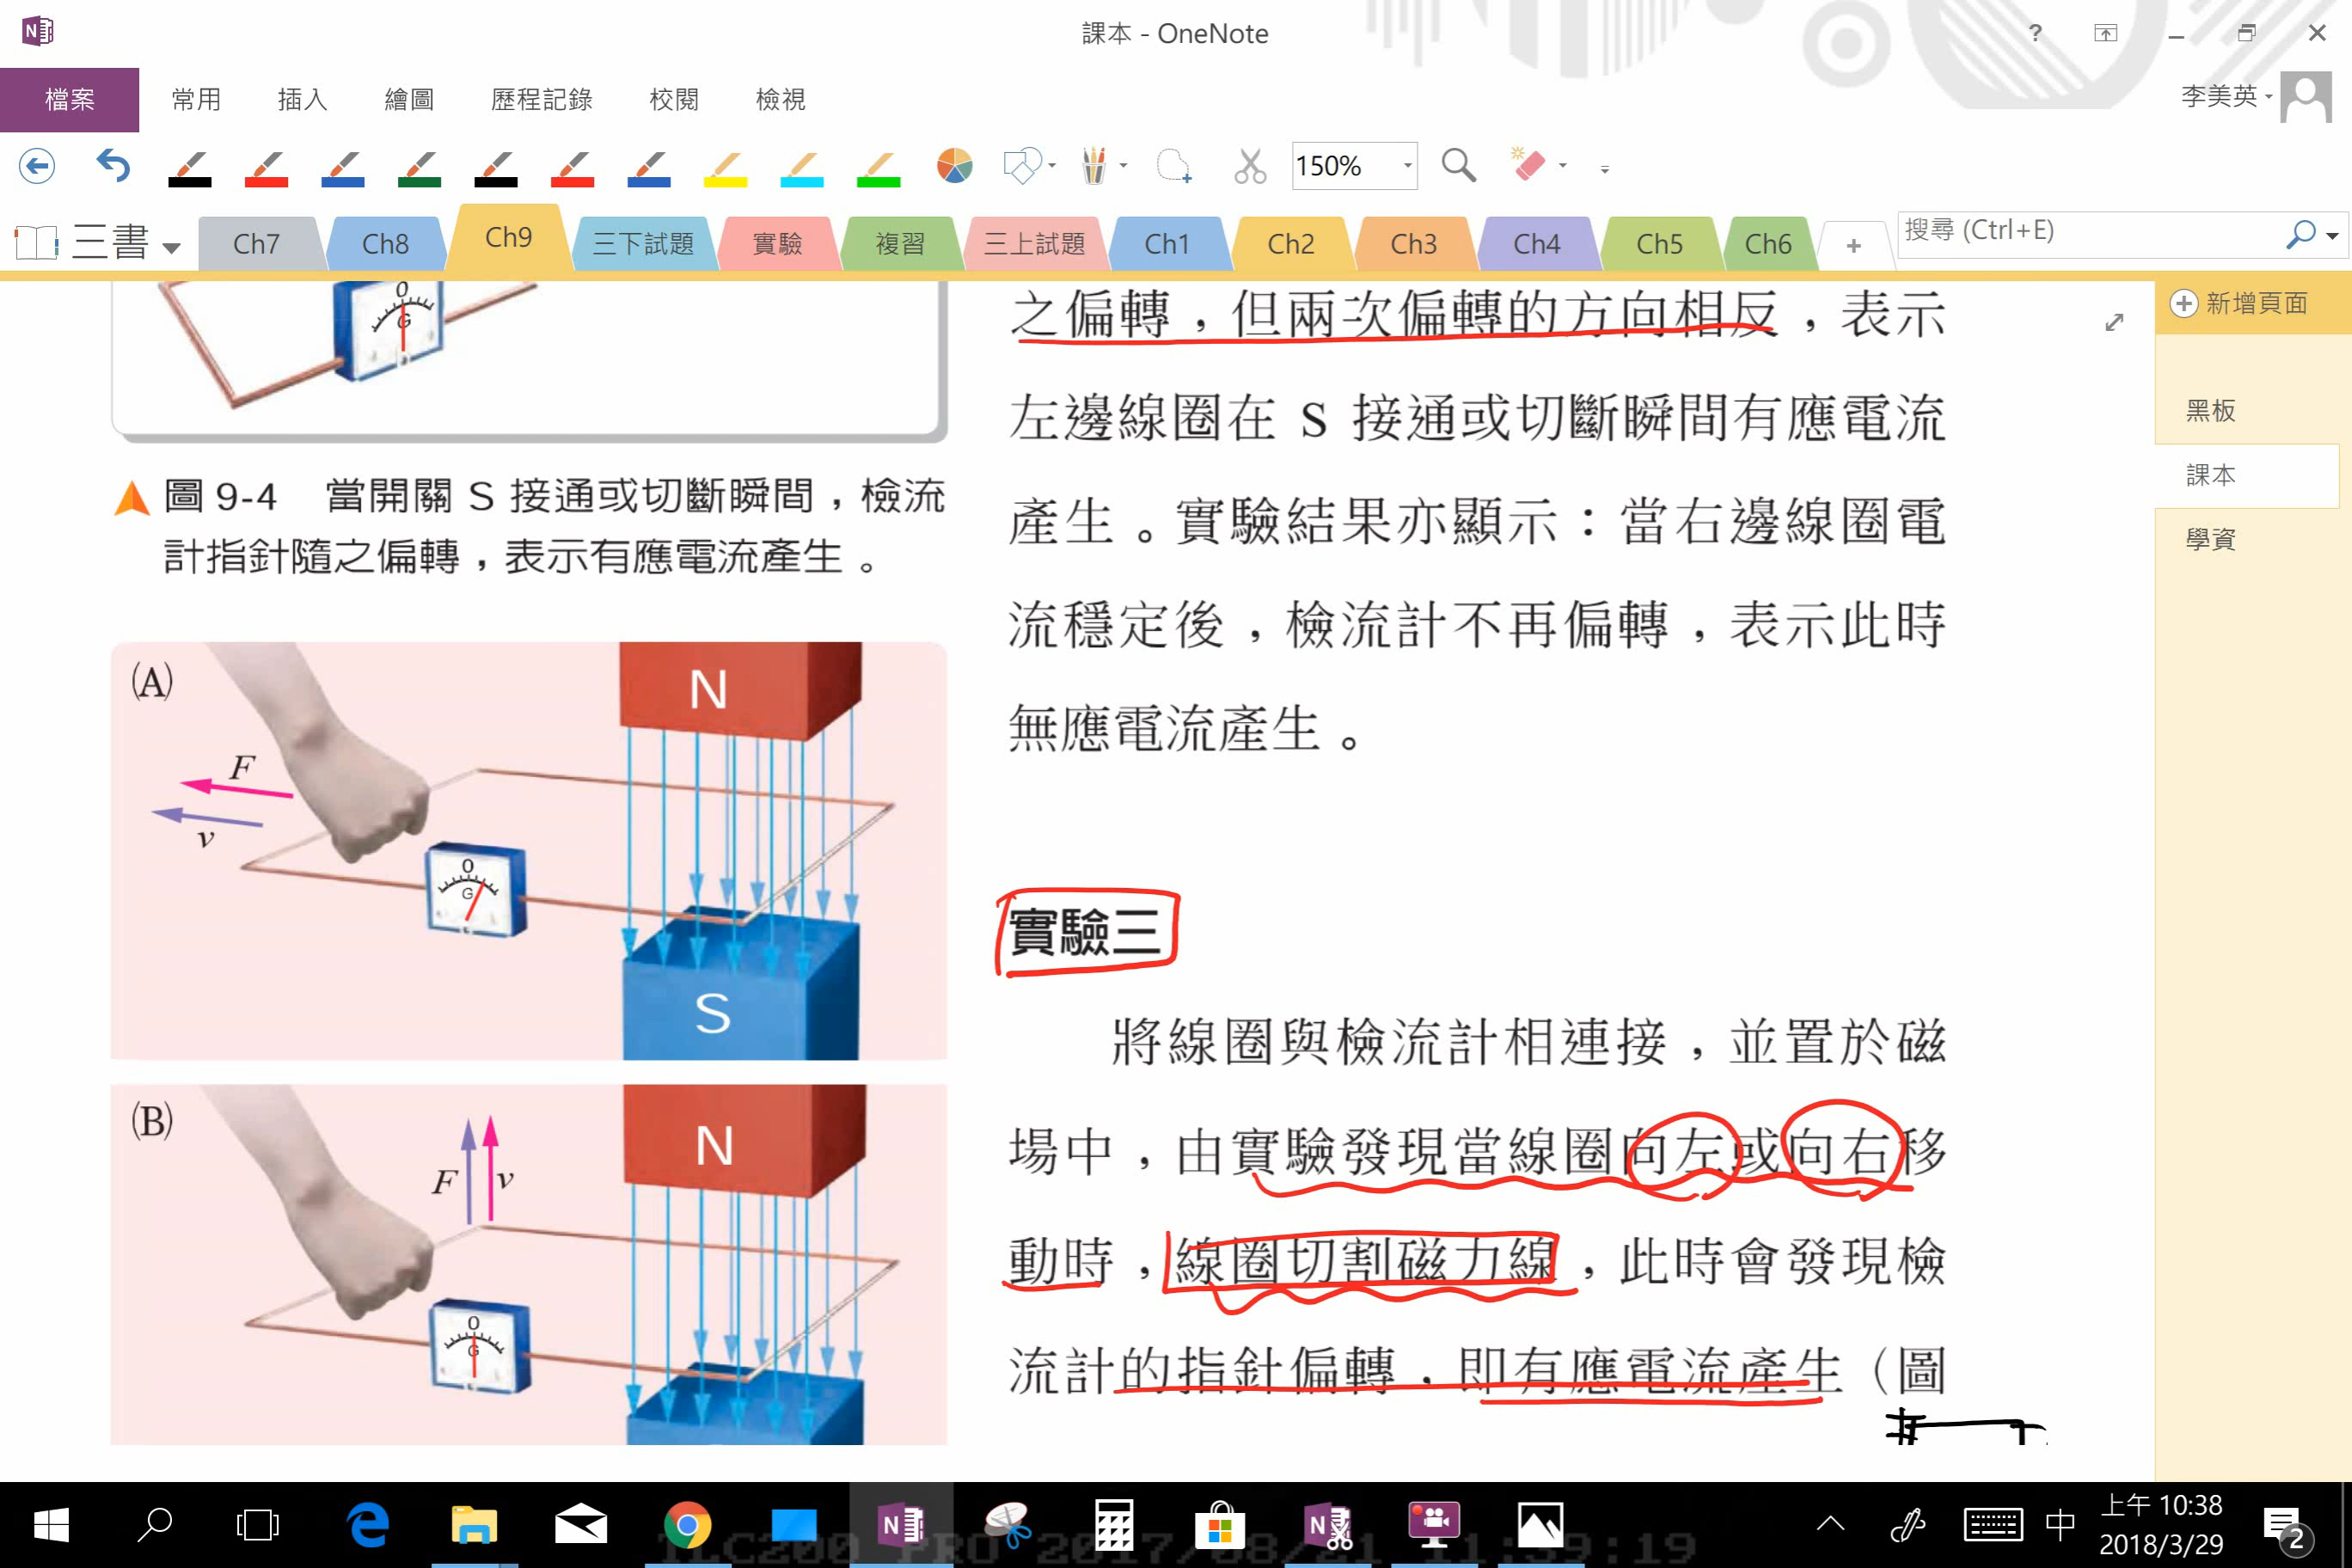 課本 - OneNote
?
檔案 常用 插入 繪圖 歷程記錄 校閱 檢視
李美英
150%
三書 Ch7 Ch8 Ch9 三下試題 實驗 複習 三上試題 Ch1 Ch2 Ch3 Ch4 Ch5 Ch6 +
搜尋 (Ctrl+E)
新增頁面
黑板
課本
學資
0
G
圖 9-4 當開關 S 接通或切斷瞬間，檢流
計指針隨之偏轉，表示有應電流產生。
(A)
N
F
v
0
G
S
(B)
N
F v
0
G
之偏轉，但兩次偏轉的方向相反，表示
左邊線圈在 S 接通或切斷瞬間有應電流
產生。實驗結果亦顯示：當右邊線圈電
流穩定後，檢流計不再偏轉，表示此時
無應電流產生。
實驗三
將線圈與檢流計相連接，並置於磁
場中，由實驗發現當線圈向左或向右移
動時，線圈切割磁力線，此時會發現檢
流計的指針偏轉，即有應電流產生（圖
中
上午 10:38
2018/3/29
2
ILC200 PRO 2017/08/21 11:39:19